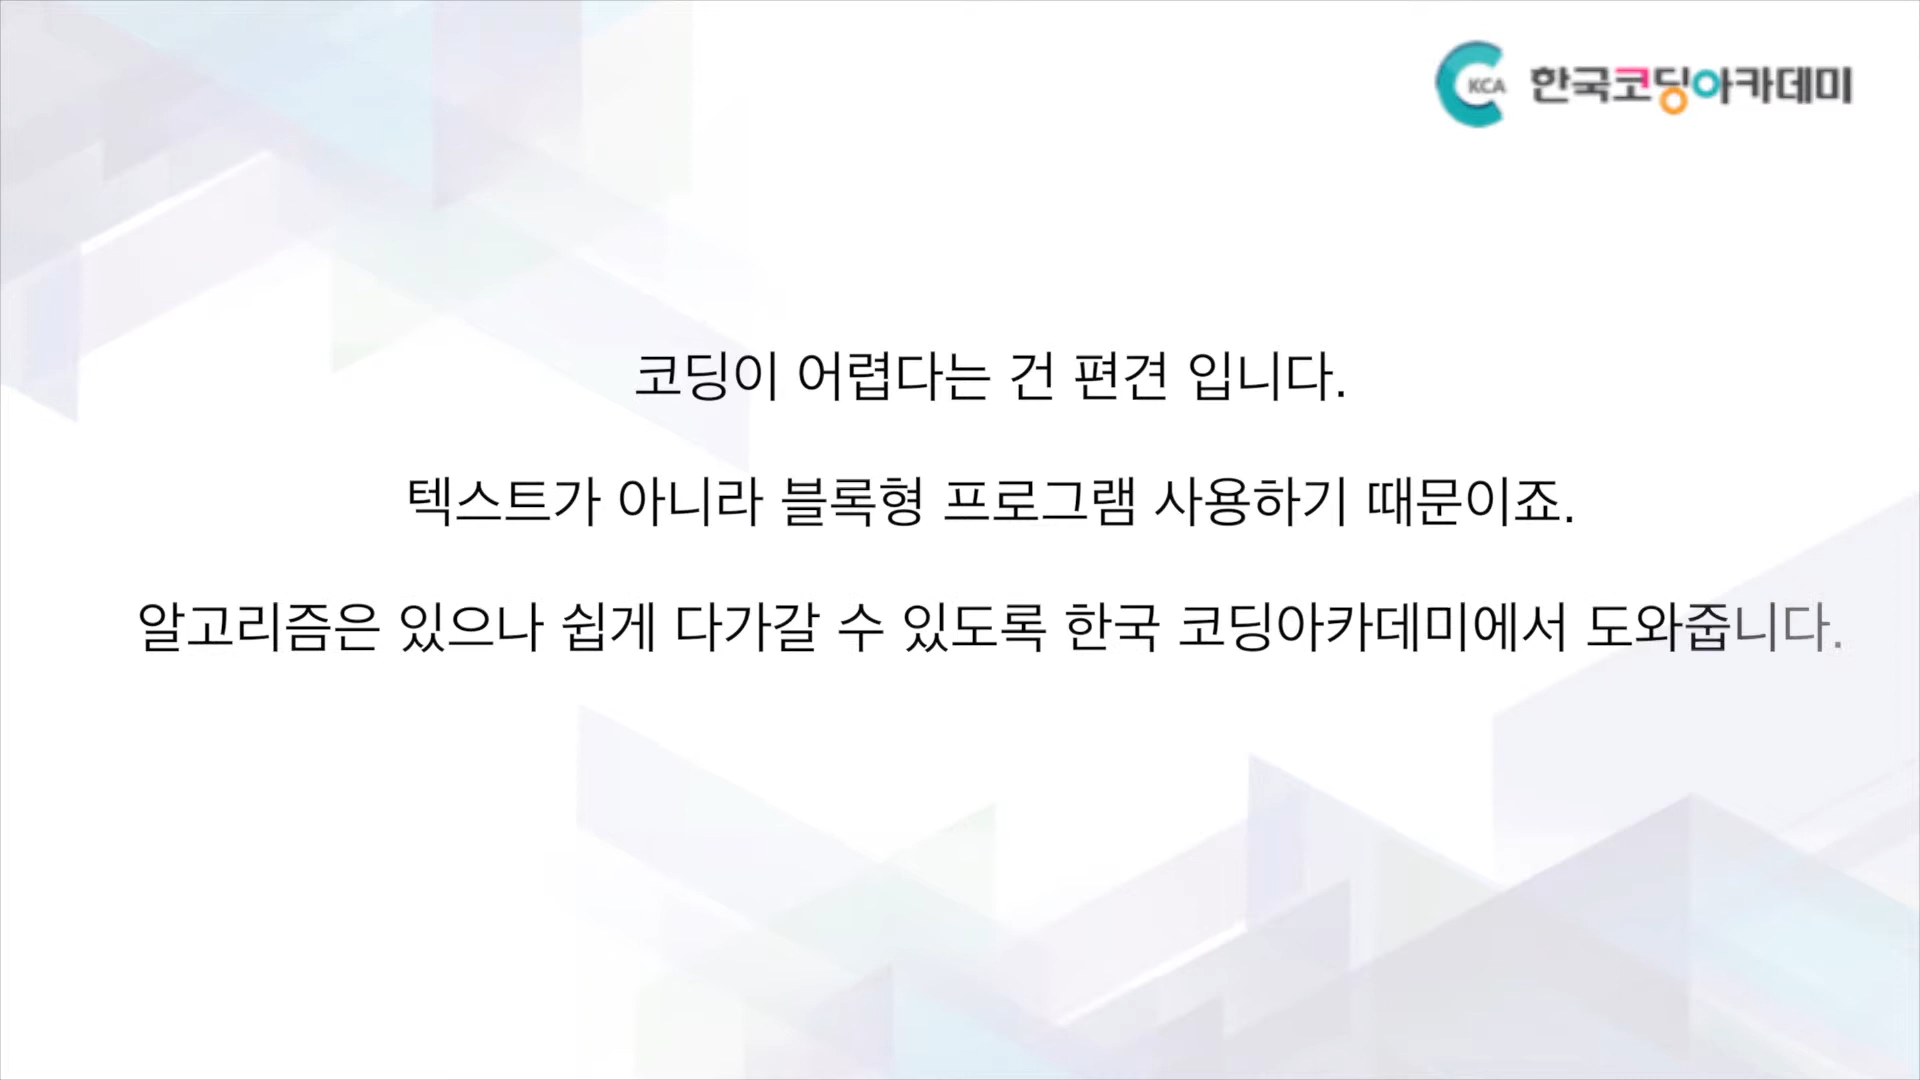 KCA 한국코딩아카데미
코딩이 어렵다는 건 편견 입니다.
텍스트가 아니라 블록형 프로그램 사용하기 때문이죠.
알고리즘은 있으나 쉽게 다가갈 수 있도록 한국 코딩아카데미에서 도와줍니다.